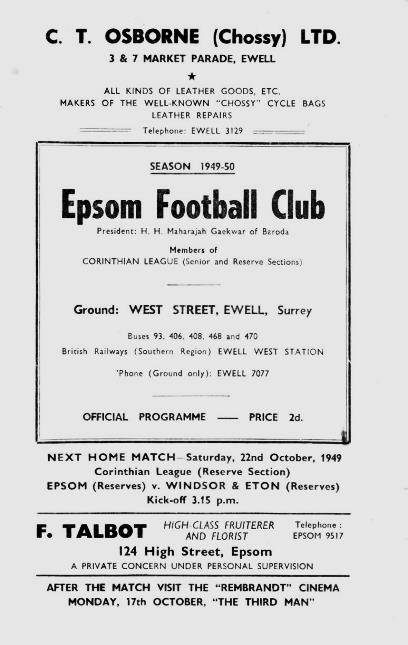 C. T. OSBORNE (Chossy) LTD.
3 & 7 MARKET PARADE, EWELL
★
ALL KINDS OF LEATHER GOODS, ETC.
MAKERS OF THE WELL-KNOWN "CHOSSY" CYCLE BAGS
LEATHER REPAIRS
Telephone: EWELL 3129
SEASON 1949-50
Epsom Football Club
President: H. H. Maharajah Gaekwar of Baroda
Members of
CORINTHIAN LEAGUE (Senior and Reserve Sections)
Ground: WEST STREET, EWELL, Surrey
Buses 93, 406, 408, 468 and 470
British Railways (Southern Region) EWELL WEST STATION
'Phone (Ground only): EWELL 7077
OFFICIAL PROGRAMME — PRICE 2d.
NEXT HOME MATCH—Saturday, 22nd October, 1949
Corinthian League (Reserve Section)
EPSOM (Reserves) v. WINDSOR & ETON (Reserves)
Kick-off 3.15 p.m.
F. TALBOT HIGH-CLASS FRUITERER AND FLORIST Telephone: EPSOM 9517
124 High Street, Epsom
A PRIVATE CONCERN UNDER PERSONAL SUPERVISION
AFTER THE MATCH VISIT THE "REMBRANDT" CINEMA
MONDAY, 17th OCTOBER, "THE THIRD MAN"